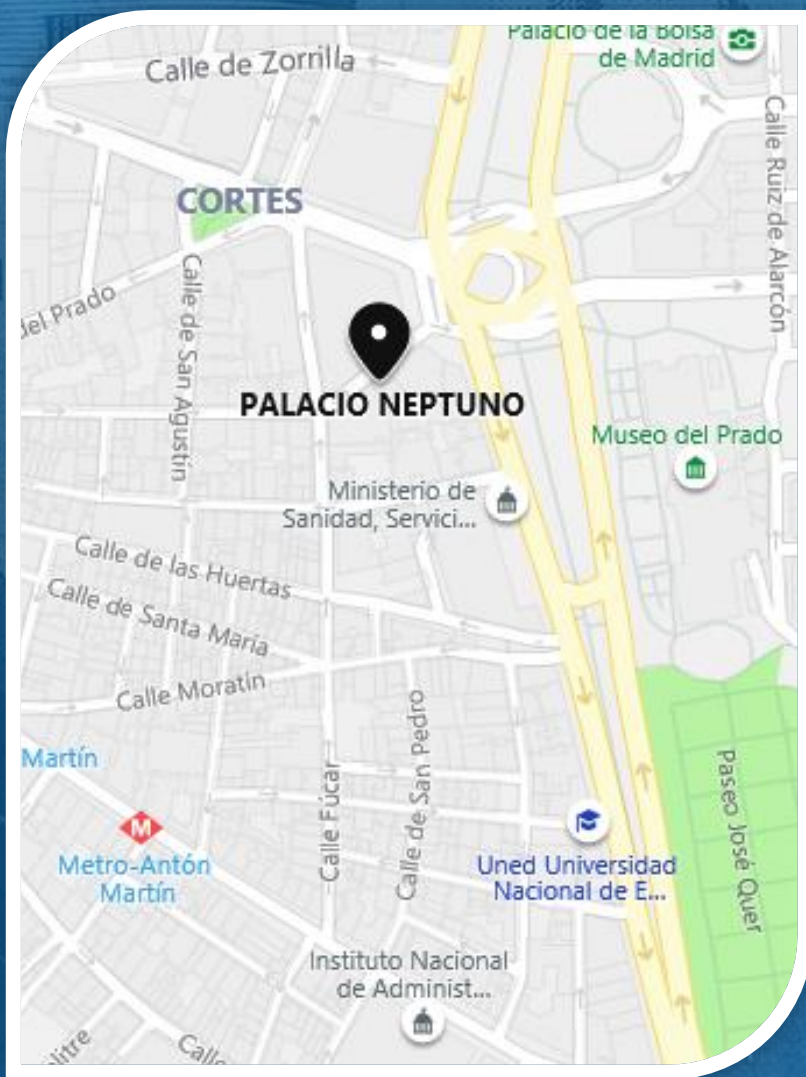 Palacio de la Bolsa
de Madrid
Calle de Zorrilla
Calle Ruiz de Alarcón
CORTES
Calle de San Agustín
del Prado
PALACIO NEPTUNO
Museo del Prado
Ministerio de
Sanidad, Servici...
Calle de las Huertas
Calle de Santa María
Calle Moratín
Martín
Calle Fúcar
Calle de San Pedro
Paseo José Quer
M
Metro-Antón
Martín
Uned Universidad
Nacional de E...
Instituto Nacional
de Administ...
Calle